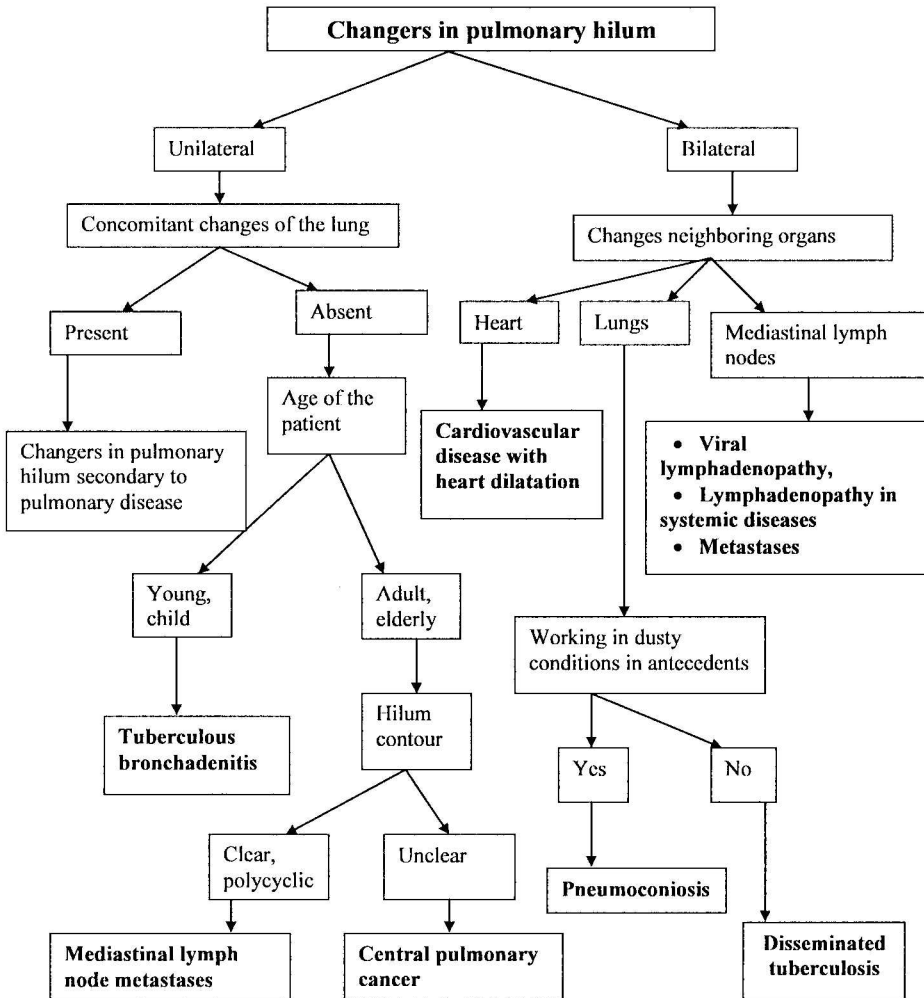 Changers in pulmonary hilum
Unilateral
Bilateral
Concomitant changes of the lung
Changes neighboring organs
Present
Absent
Heart
Lungs
Mediastinal lymph
nodes
Age of the
patient
Changers in pulmonary
hilum secondary to
pulmonary disease
Cardiovascular
disease with
heart dilatation
• Viral
lymphadenopathy,
• Lymphadenopathy in
systemic diseases
• Metastases
Young,
child
Adult,
elderly
Working in dusty
conditions in antecedents
Tuberculous
bronchadenitis
Hilum
contour
Yes
No
Clear,
polycyclic
Unclear
Pneumoconiosis
Mediastinal lymph
node metastases
Central pulmonary
cancer
Disseminated
tuberculosis